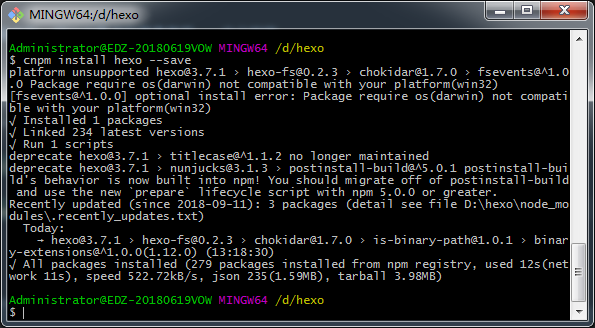 MINGW64:/d/hexo
Administrator@EDZ-20180619VOW MINGW64 /d/hexo
$ cnpm install hexo --save
platform unsupported hexo@3.7.1 › hexo-fs@0.2.3 › chokidar@1.7.0 › fsevents@^1.0
.0 Package require os(darwin) not compatible with your platform(win32)
[fsevents@^1.0.0] optional install error: Package require os(darwin) not compati
ble with your platform(win32)
√ Installed 1 packages
√ Linked 234 latest versions
√ Run 1 scripts
deprecate hexo@3.7.1 › titlecase@^1.1.2 no longer maintained
deprecate hexo@3.7.1 › nunjucks@3.1.3 › postinstall-build@^5.0.1 postinstall-bui
ld's behavior is now built into npm! You should migrate off of postinstall-build
 and use the new `prepare` lifecycle script with npm 5.0.0 or greater.
Recently updated (since 2018-09-11): 3 packages (detail see file D:\hexo\node_mo
dules\.recently_updates.txt)
  Today:
    → hexo@3.7.1 › hexo-fs@0.2.3 › chokidar@1.7.0 › is-binary-path@1.0.1 › binar
y-extensions@^1.0.0(1.12.0) (13:18:30)
√ All packages installed (279 packages installed from npm registry, used 12s(net
work 11s), speed 522.72kB/s, json 235(1.59MB), tarball 3.98MB)
Administrator@EDZ-20180619VOW MINGW64 /d/hexo
$